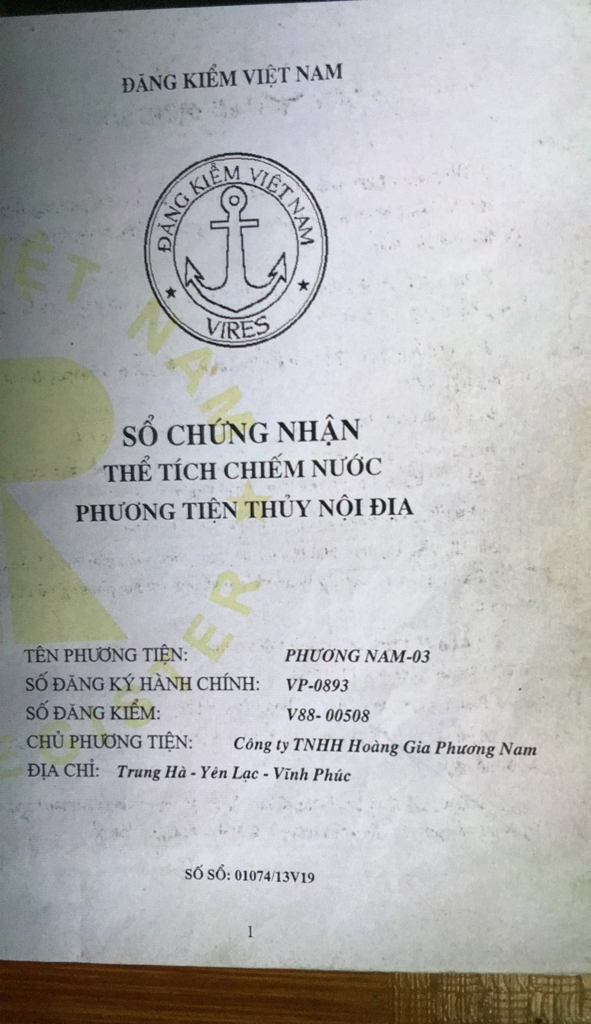 ĐĂNG KIỂM VIỆT NAM
ĐĂNG KIỂM VIỆT NAM
VIRES
VIỆT NAM ★ REGISTER
SỔ CHỨNG NHẬN
THỂ TÍCH CHIẾM NƯỚC
PHƯƠNG TIỆN THỦY NỘI ĐỊA
TÊN PHƯƠNG TIỆN: PHƯƠNG NAM-03
SỐ ĐĂNG KÝ HÀNH CHÍNH: VP-0893
SỐ ĐĂNG KIỂM: V88- 00508
CHỦ PHƯƠNG TIỆN: Công ty TNHH Hoàng Gia Phương Nam
ĐỊA CHỈ: Trung Hà - Yên Lạc - Vĩnh Phúc
SỐ SỔ: 01074/13V19
1